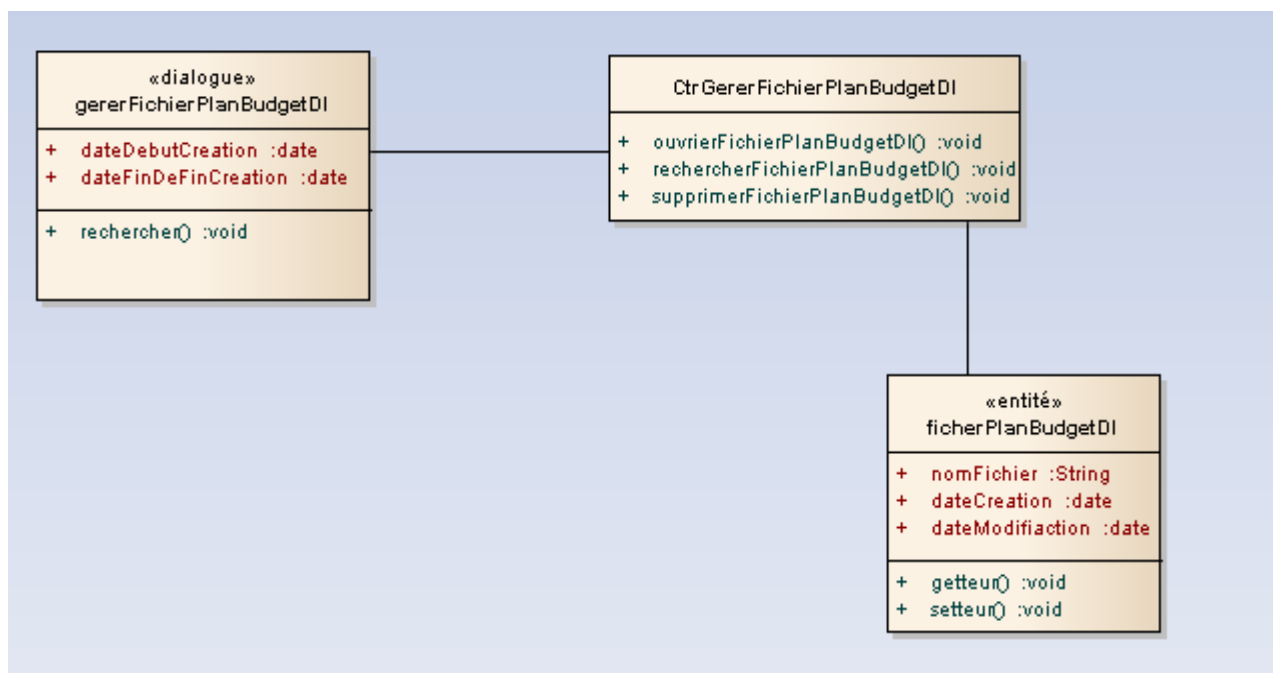 «dialogue»
gererFichierPlanBudgetDI
+ dateDebutCreation :date
+ dateFinDeFinCreation :date
+ rechercher() :void
CtrGererFichierPlanBudgetDI
+ ouvrierFichierPlanBudgetDI() :void
+ rechercherFichierPlanBudgetDI() :void
+ supprimerFichierPlanBudgetDI() :void
«entité»
ficherPlanBudgetDI
+ nomFichier :String
+ dateCreation :date
+ dateModifiaction :date
+ getteur() :void
+ setteur() :void